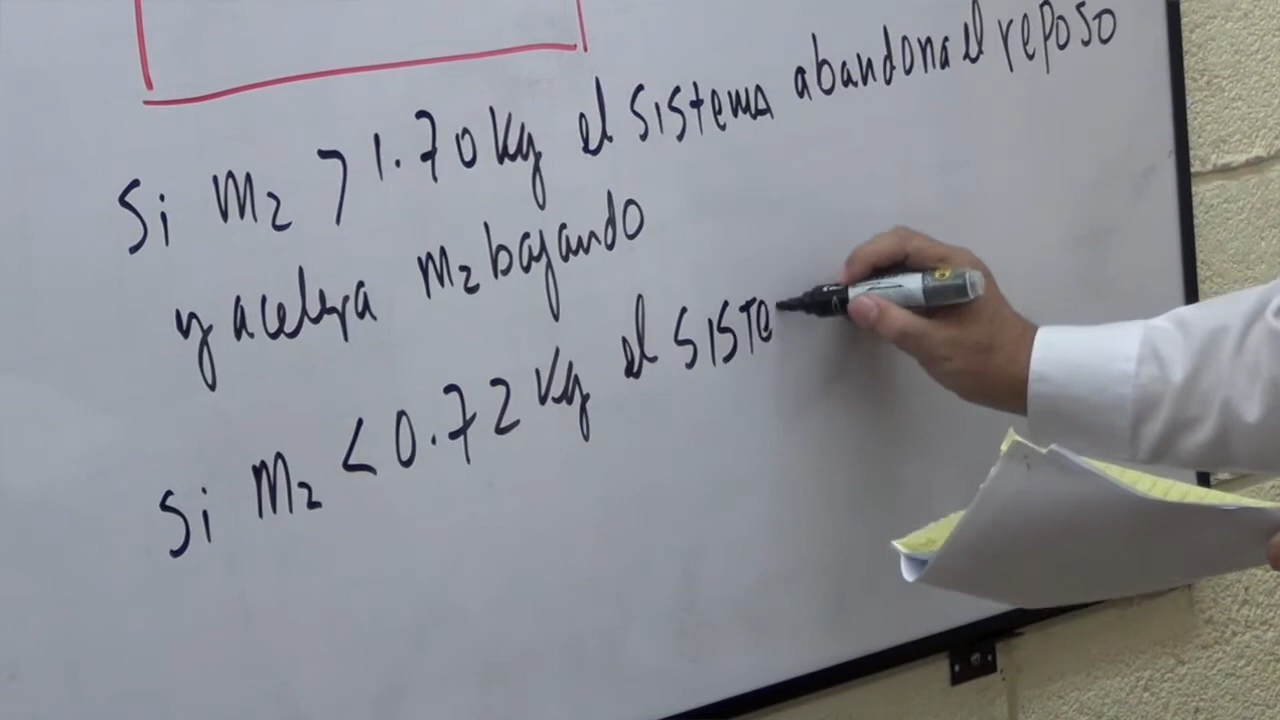 Si m2 > 1.70 kg el sistema abandona el reposo
y acelera m2 bajando
Si m2 < 0.72 kg el siste